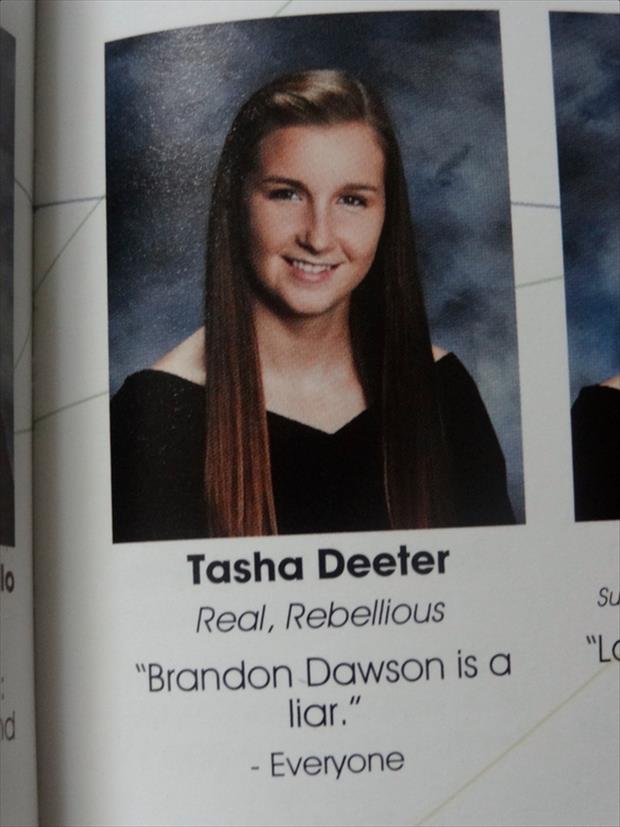 Tasha Deeter
Real, Rebellious
"Brandon Dawson is a
liar."
- Everyone